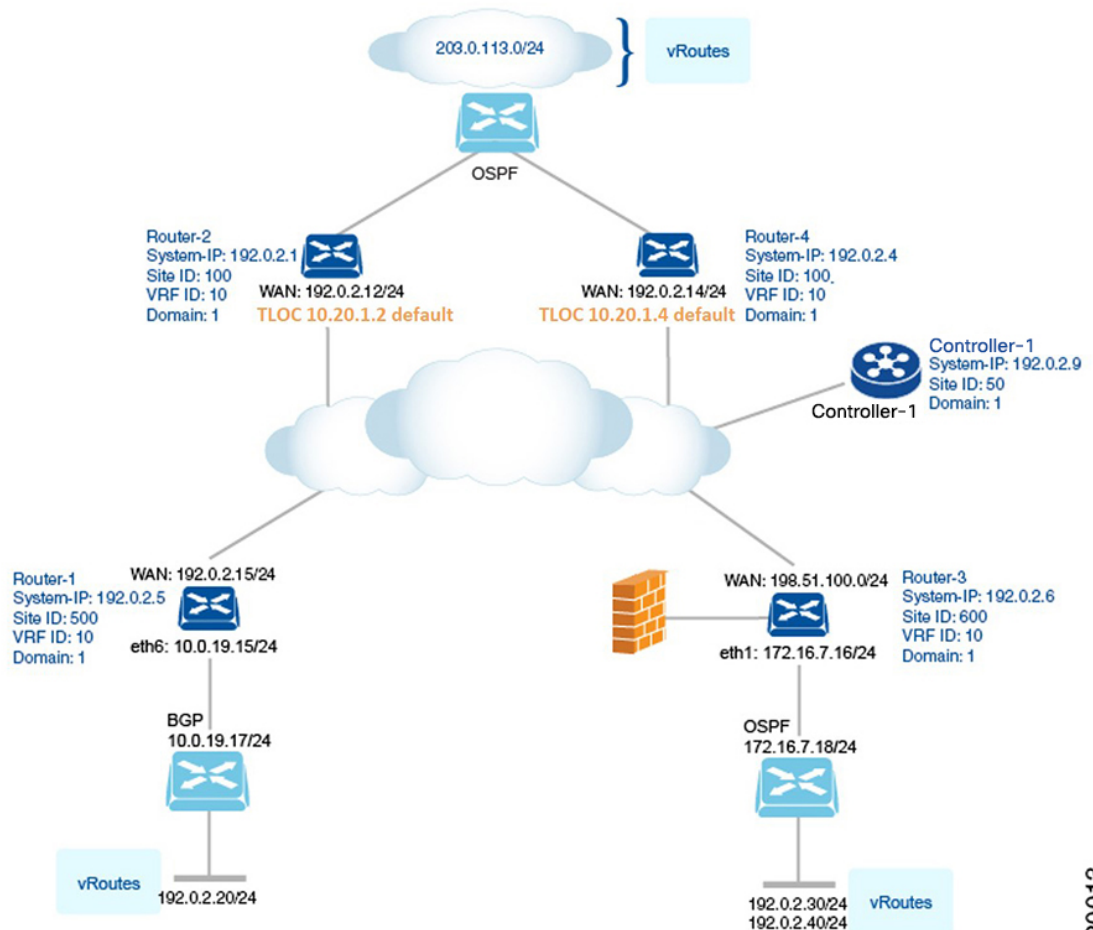 203.0.113.0/24
vRoutes
OSPF
Router-2
System-IP: 192.0.2.1
Site ID: 100
VRF ID: 10
Domain: 1
WAN: 192.0.2.12/24
TLOC 10.20.1.2 default
WAN: 192.0.2.14/24
TLOC 10.20.1.4 default
Router-4
System-IP: 192.0.2.4
Site ID: 100.
VRF ID: 10
Domain: 1
Controller-1
System-IP: 192.0.2.9
Site ID: 50
Domain: 1
Controller-1
Router-1
System-IP: 192.0.2.5
Site ID: 500
VRF ID: 10
Domain: 1
WAN: 192.0.2.15/24
eth6: 10.0.19.15/24
WAN: 198.51.100.0/24
eth1: 172.16.7.16/24
Router-3
System-IP: 192.0.2.6
Site ID: 600
VRF ID: 10
Domain: 1
BGP
10.0.19.17/24
OSPF
172.16.7.18/24
vRoutes
192.0.2.20/24
192.0.2.30/24
192.0.2.40/24
vRoutes